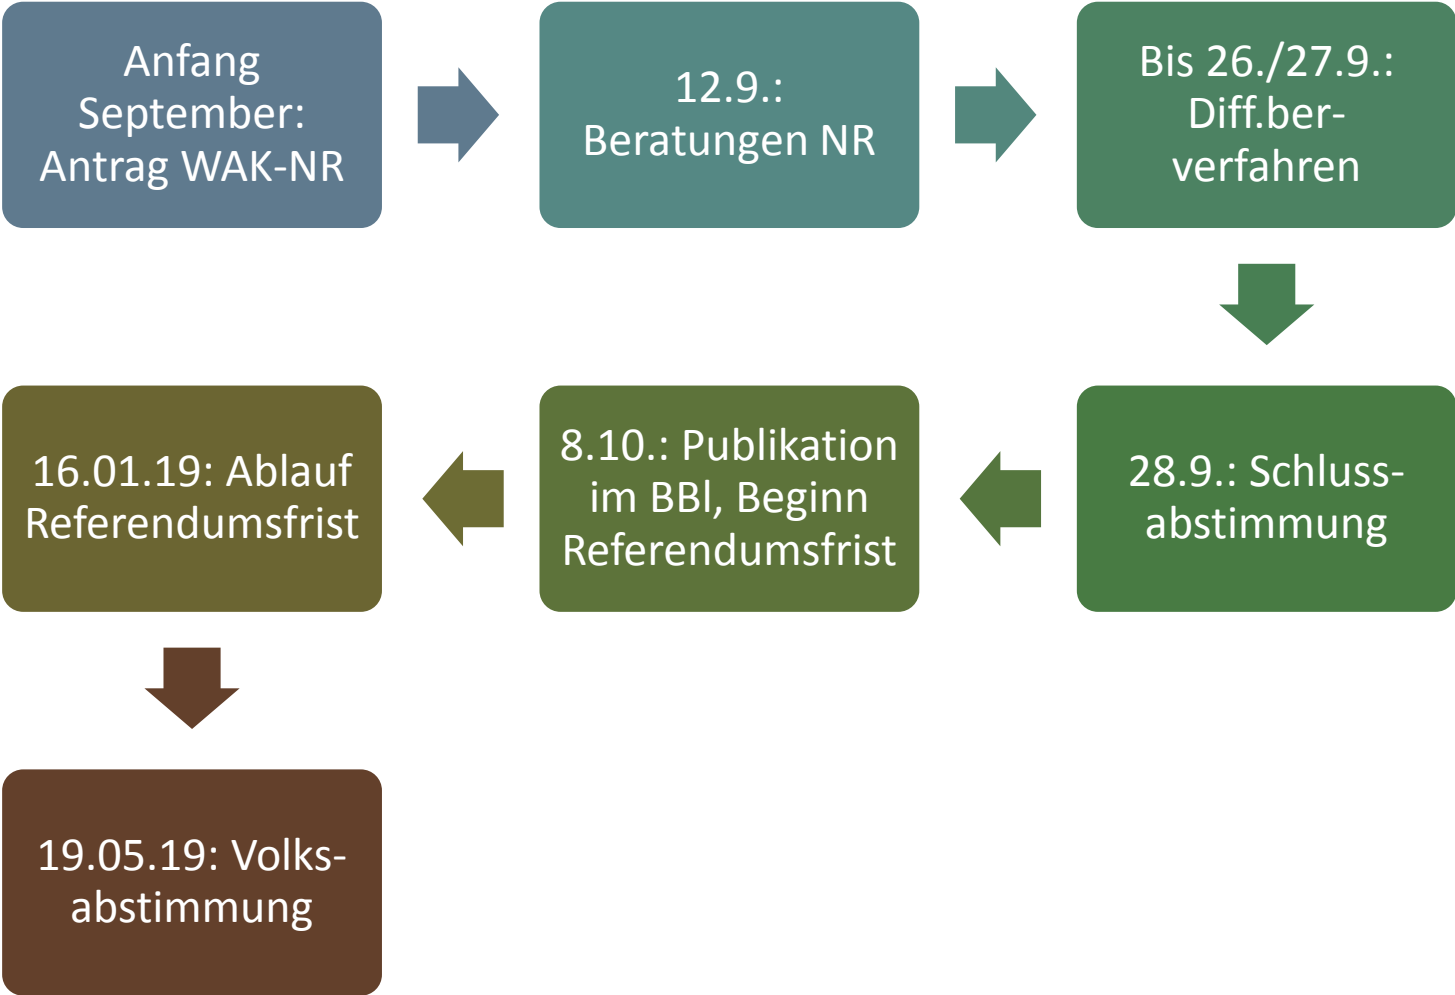 Anfang
September:
Antrag WAK-NR
12.9.:
Beratungen NR
Bis 26./27.9.:
Diff.ber-
verfahren
28.9.: Schluss-
abstimmung
8.10.: Publikation
im BBl, Beginn
Referendumsfrist
16.01.19: Ablauf
Referendumsfrist
19.05.19: Volks-
abstimmung